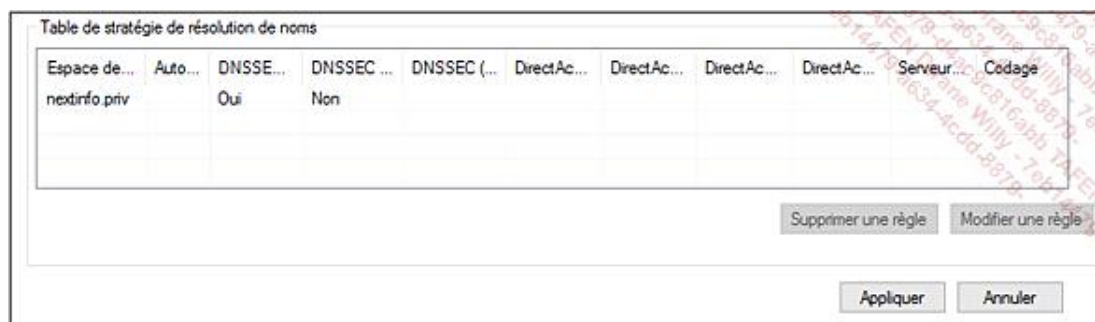 Table de stratégie de résolution de noms
Espace de... Auto... DNSSE... DNSSEC ... DNSSEC (... DirectAc... DirectAc... DirectAc... DirectAc... Serveur... Codage
nextinfo.priv Oui Non
Supprimer une règle Modifier une règle
Appliquer Annuler